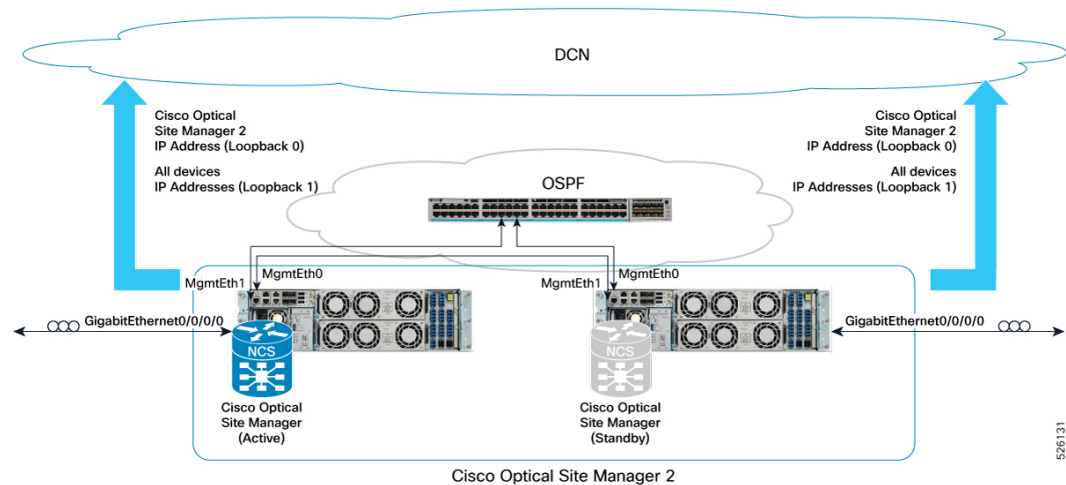 DCN
Cisco Optical
Site Manager 2
IP Address (Loopback 0)
All devices
IP Addresses (Loopback 1)
Cisco Optical
Site Manager 2
IP Address (Loopback 0)
All devices
IP Addresses (Loopback 1)
OSPF
MgmtEth1
MgmtEth0
MgmtEth1
MgmtEth0
GigabitEthernet0/0/0/0
GigabitEthernet0/0/0/0
NCS
NCS
Cisco Optical
Site Manager
(Active)
Cisco Optical
Site Manager
(Standby)
Cisco Optical Site Manager 2
526131